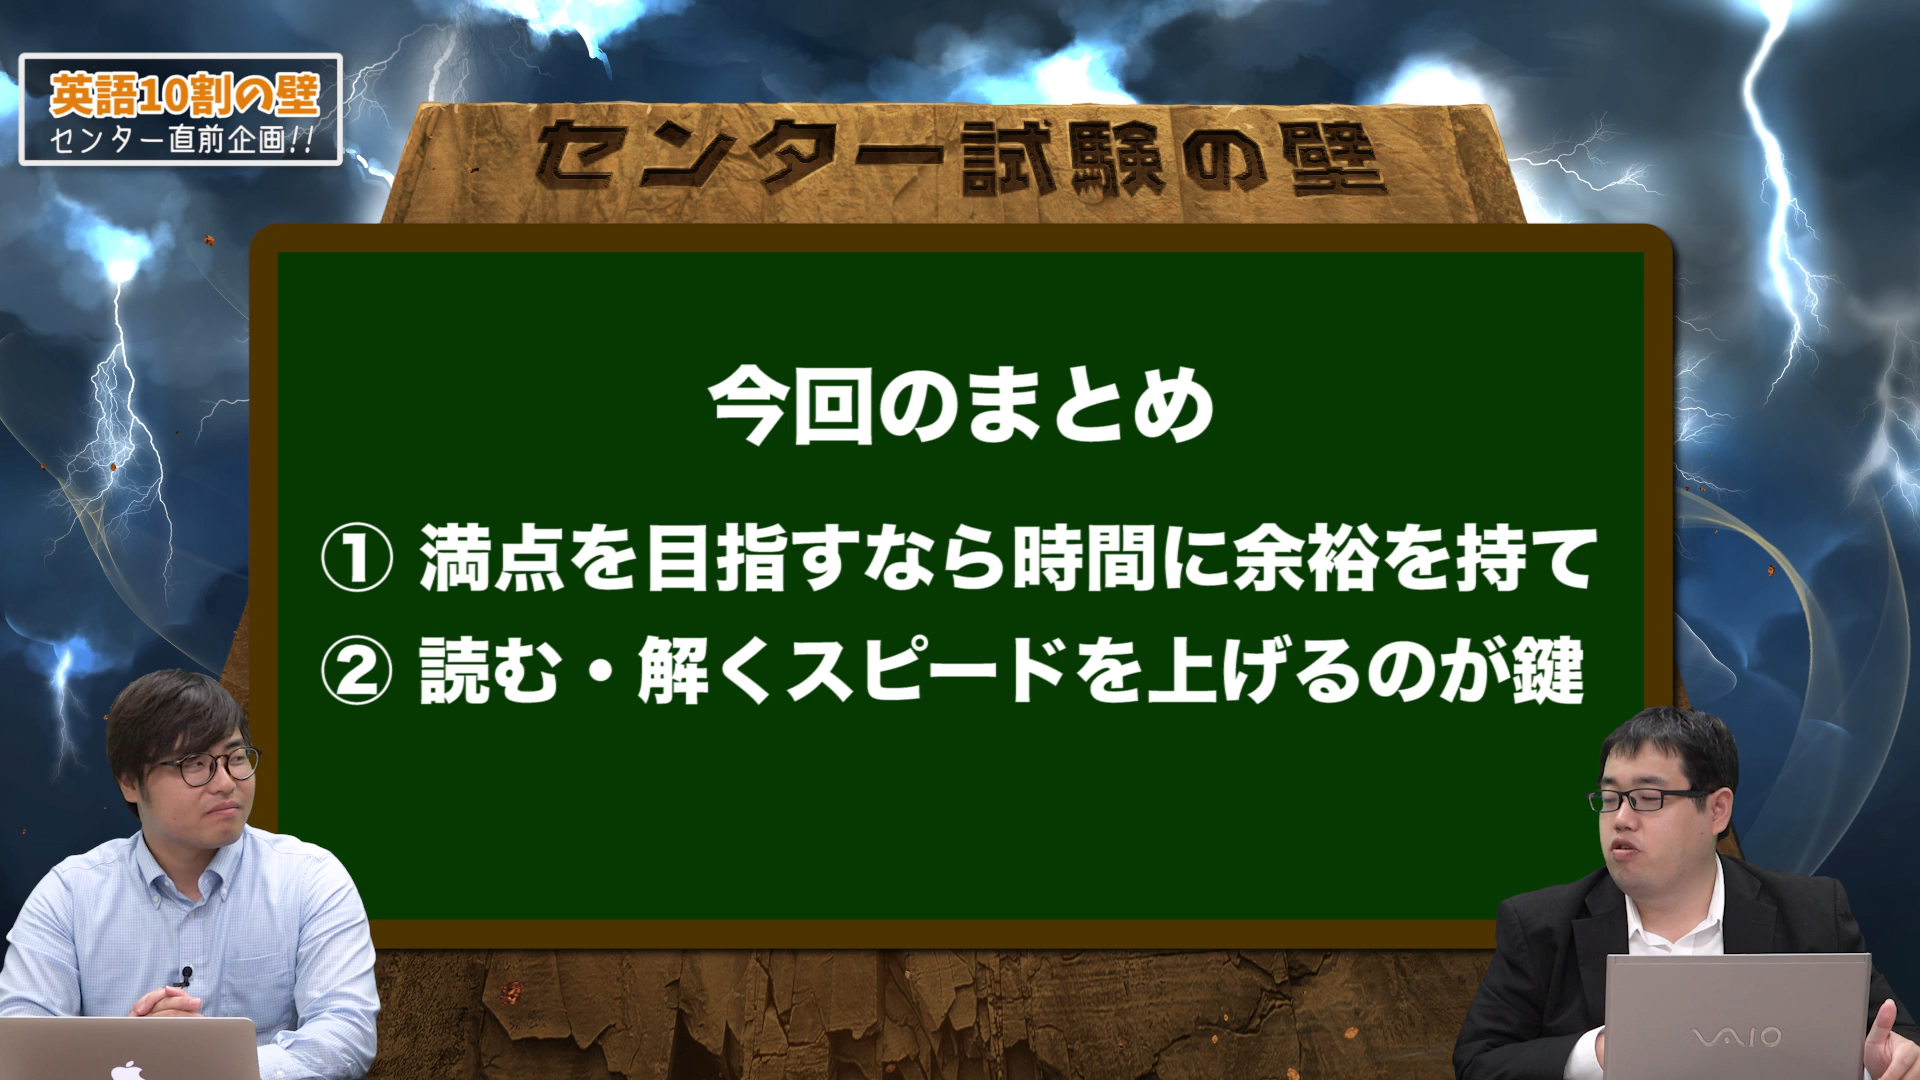 英語10割の壁
センター直前企画!!
センター試験の壁
今回のまとめ
① 満点を目指すなら時間に余裕を持て
② 読む・解くスピードを上げるのが鍵
VAIO